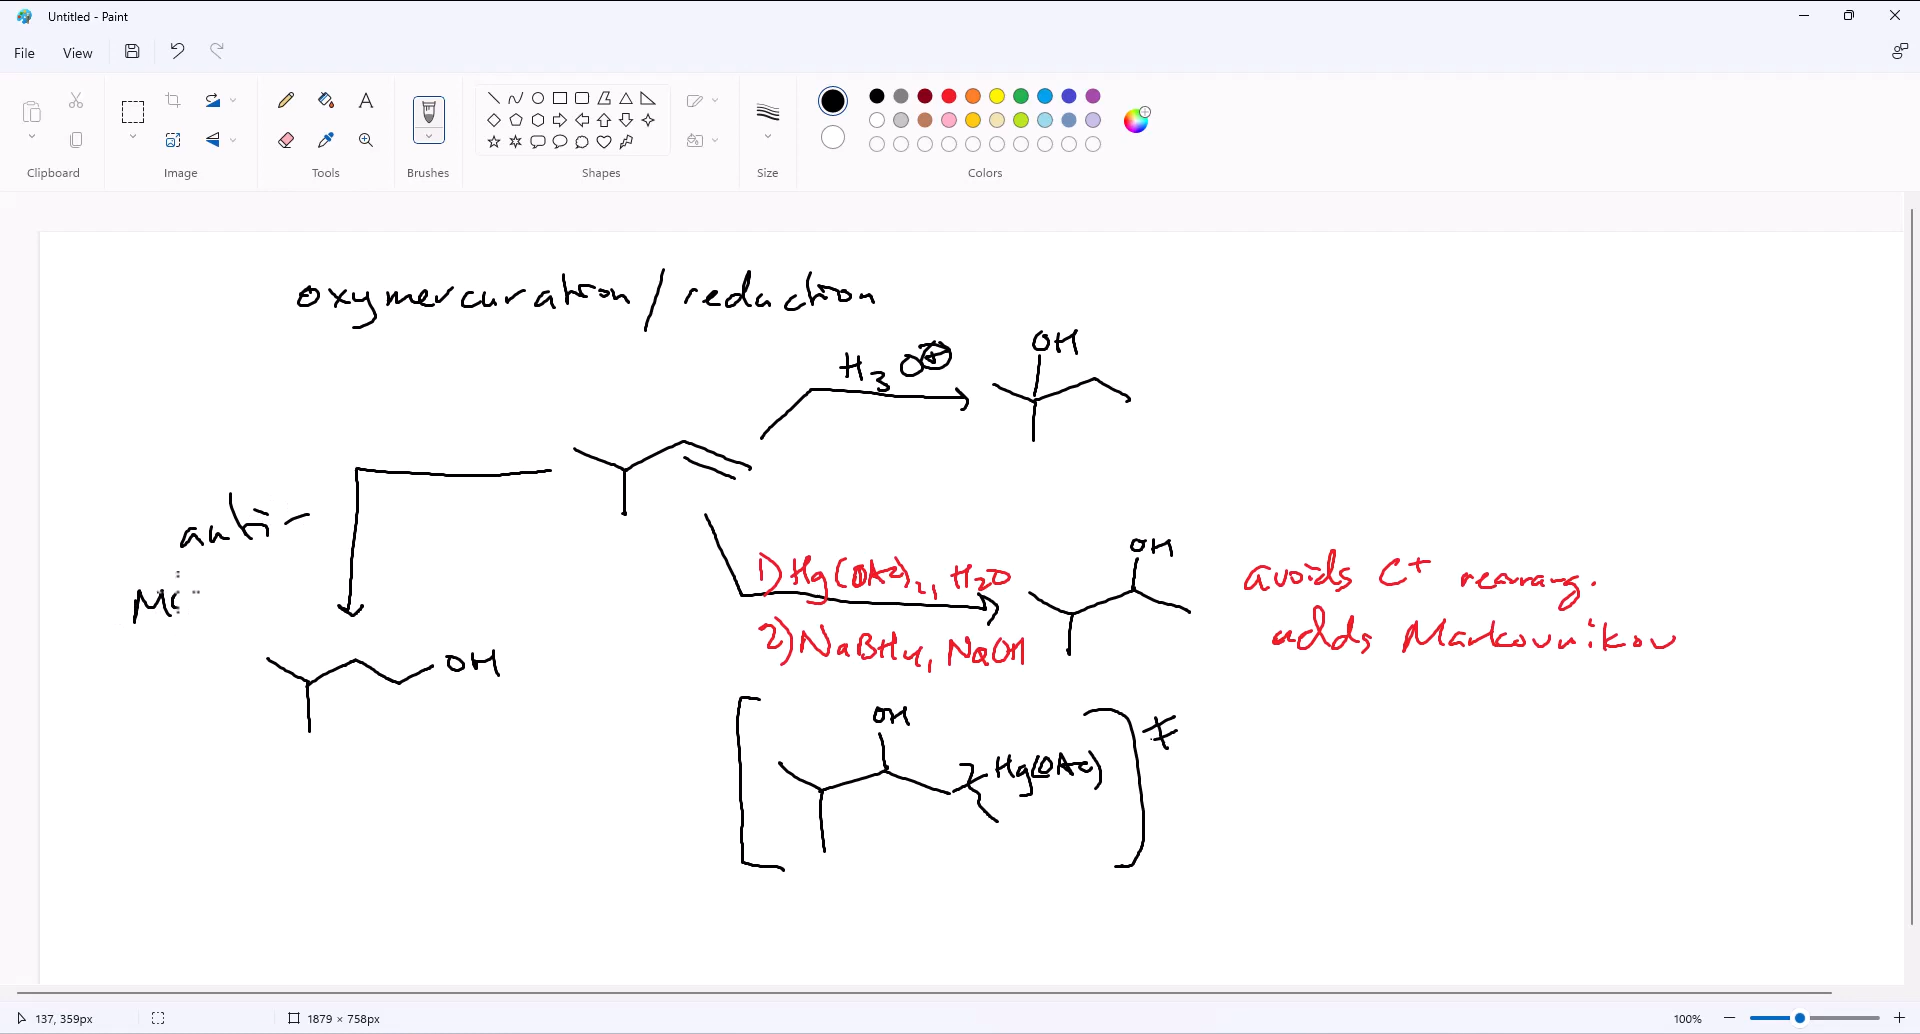 Untitled - Paint
File View
Clipboard
Image
Tools
Brushes
Shapes
Size
Colors
oxymercuration/reduction
H3O+
OH
anti-
1) Hg(OAc)2, H2O
OH
avoids C+ rearrang.
2) NaBH4, NaOH
adds Markovnikov
OH
OH
Hg(OAc)
‡
137, 359px
1879 × 758px
100%